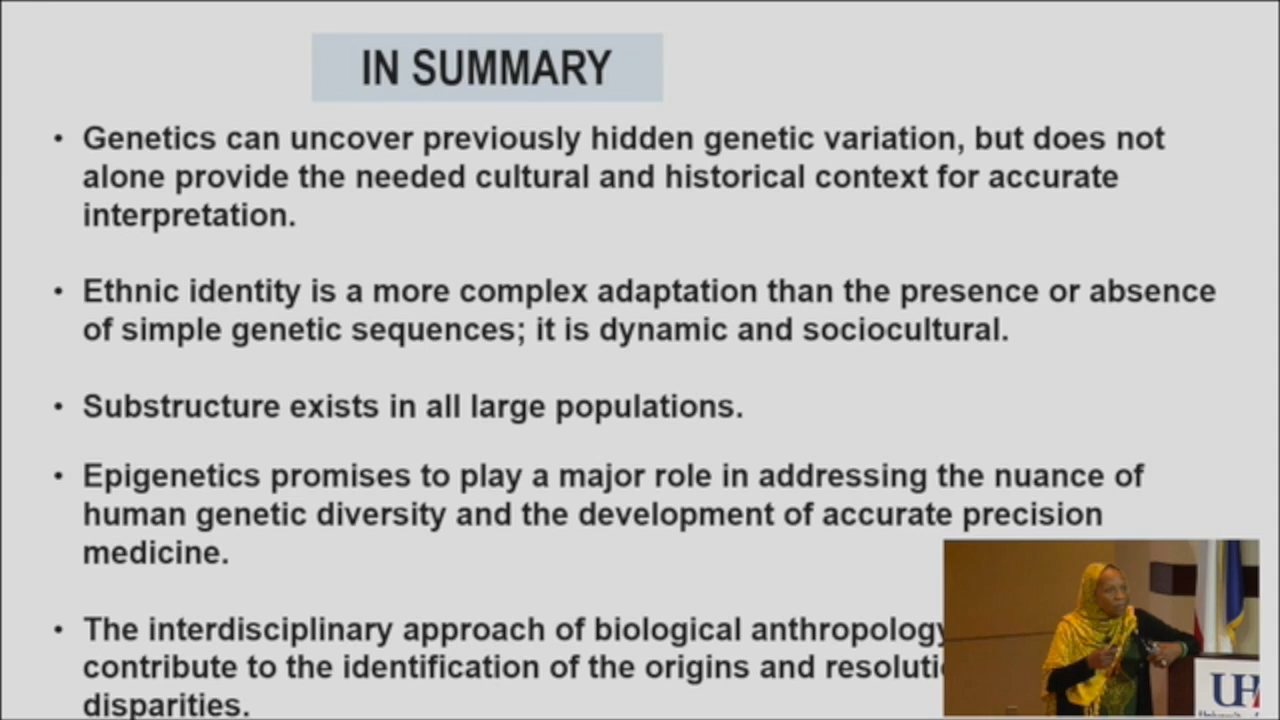 IN SUMMARY
• Genetics can uncover previously hidden genetic variation, but does not
alone provide the needed cultural and historical context for accurate
interpretation.
• Ethnic identity is a more complex adaptation than the presence or absence
of simple genetic sequences; it is dynamic and sociocultural.
• Substructure exists in all large populations.
• Epigenetics promises to play a major role in addressing the nuance of
human genetic diversity and the development of accurate precision
medicine.
• The interdisciplinary approach of biological anthropology
contribute to the identification of the origins and
disparities.